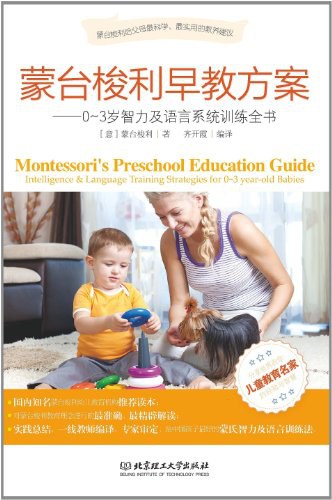 蒙台梭利给父母最科学、最实用的教养建议
蒙台梭利早教方案
——0~3岁智力及语言系统训练全书
［意］蒙台梭利｜著 齐开霞｜编译
Montessori's Preschool Education Guide
Intelligence & Language Training Strategies for 0-3 year-old Babies
儿童教育名家
国内知名 推荐读本。
最准确、最精辟解读。
实践总结，一线教师编译，专家审定， 蒙氏智力及语言训练法。
北京理工大学出版社
BEIJING INSTITUTE OF TECHNOLOGY PRESS